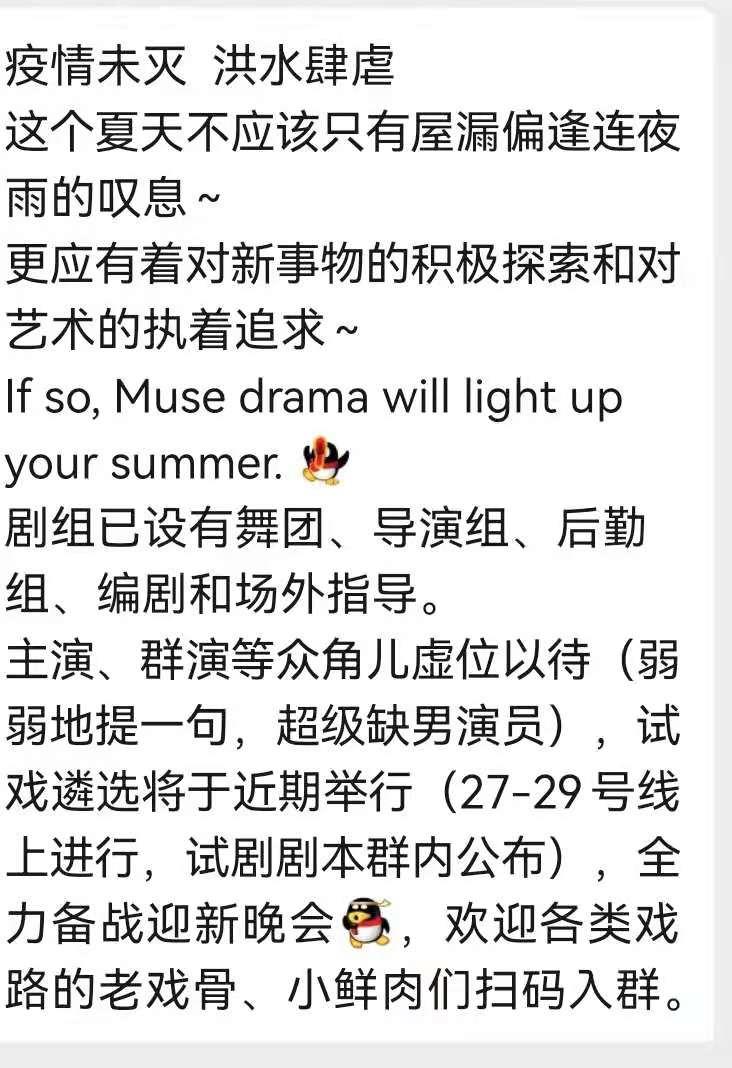 疫情未灭 洪水肆虐
这个夏天不应该只有屋漏偏逢连夜
雨的叹息～
更应有着对新事物的积极探索和对
艺术的执着追求～
If so, Muse drama will light up
your summer.
剧组已设有舞团、导演组、后勤
组、编剧和场外指导。
主演、群演等众角儿虚位以待（弱
弱地提一句，超级缺男演员），试
戏遴选将于近期举行（27-29号线
上进行，试剧剧本群内公布），全
力备战迎新晚会，欢迎各类戏
路的老戏骨、小鲜肉们扫码入群。